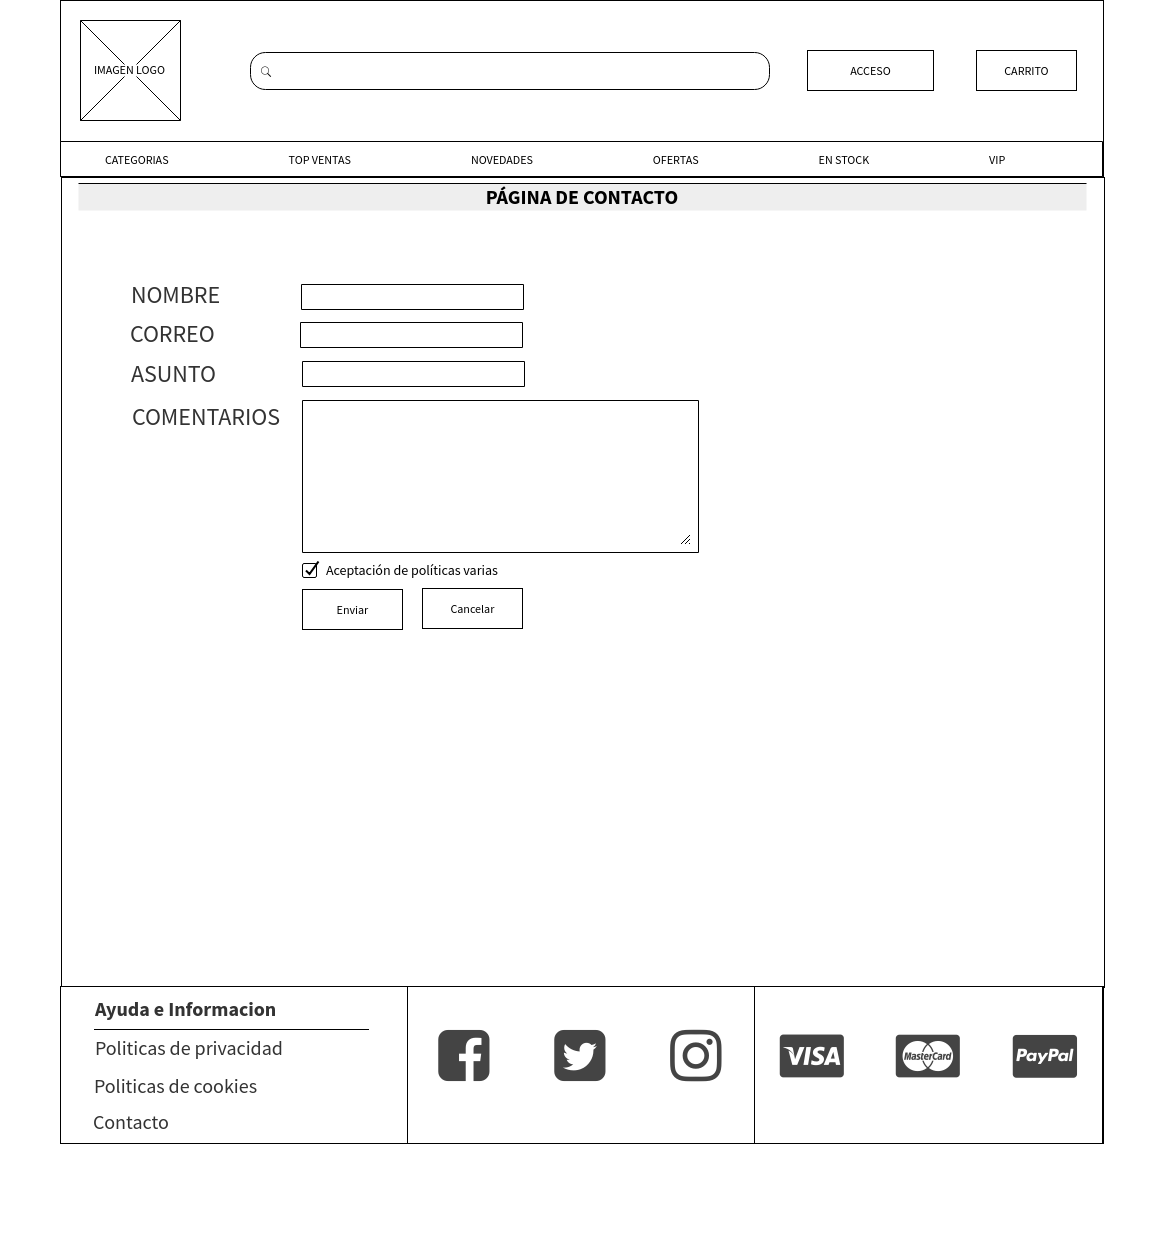 IMAGEN LOGO
ACCESO
CARRITO
CATEGORIAS
TOP VENTAS
NOVEDADES
OFERTAS
EN STOCK
VIP
PÁGINA DE CONTACTO
NOMBRE
CORREO
ASUNTO
COMENTARIOS
Aceptación de políticas varias
Enviar
Cancelar
Ayuda e Informacion
Politicas de privacidad
Politicas de cookies
Contacto
VISA
MasterCard
PayPal